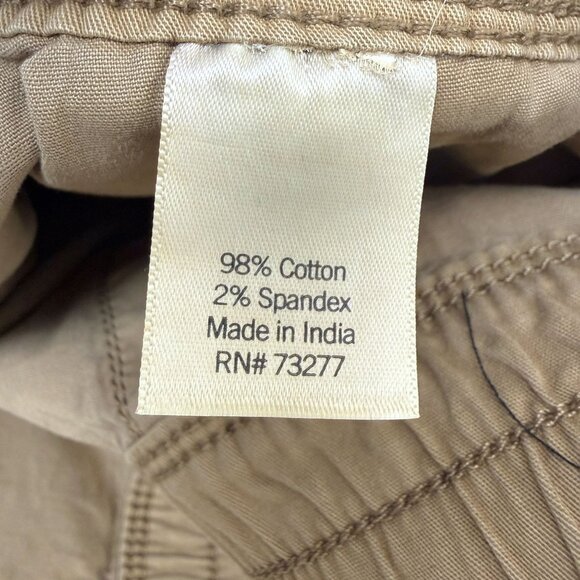 98% Cotton
2% Spandex
Made in India
RN# 73277